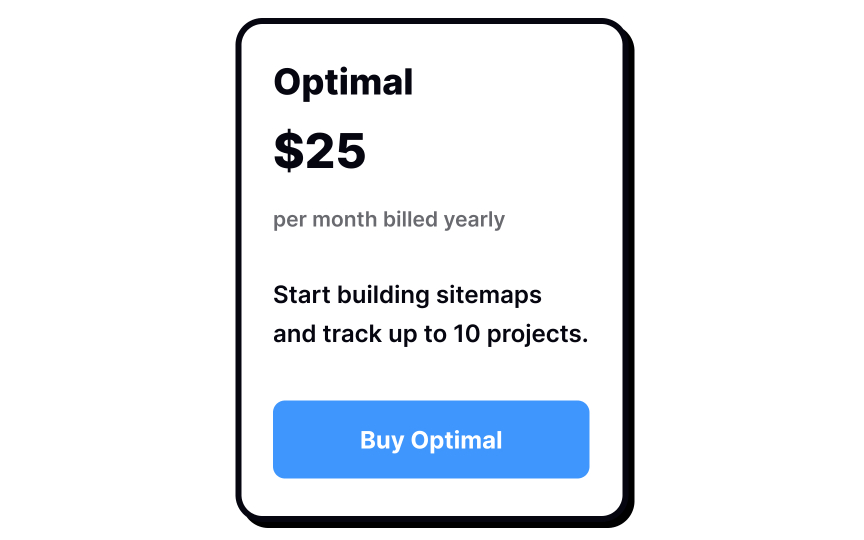 Optimal
$25
per month billed yearly
Start building sitemaps
and track up to 10 projects.
Buy Optimal